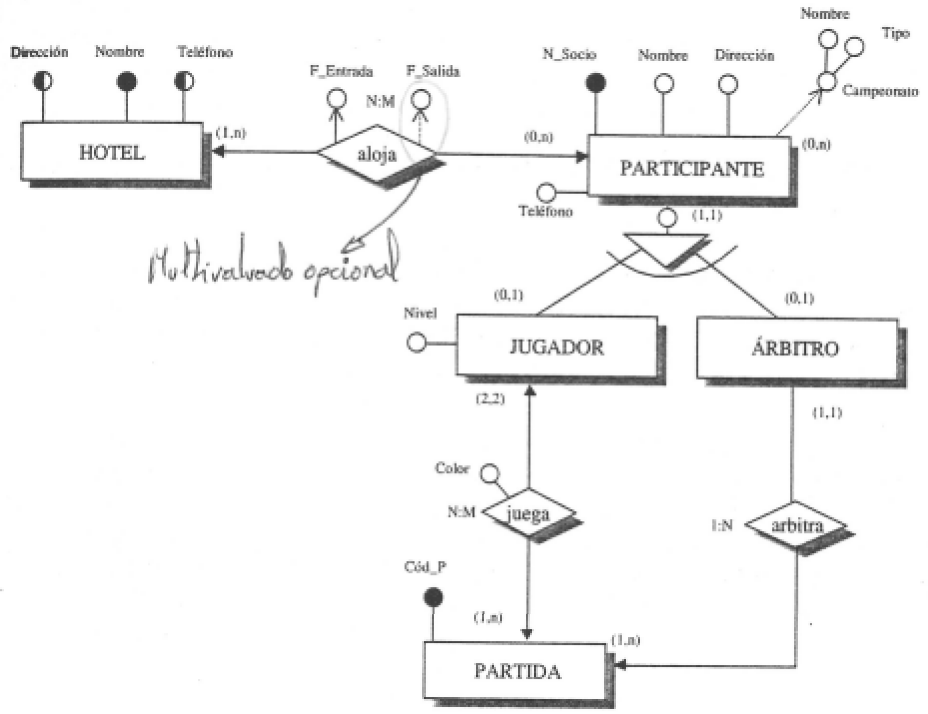 Nombre
Tipo
Dirección Nombre Teléfono
F_Entrada F_Salida
N_Socio Nombre Dirección
Campeonato
N:M
(1,n) (0,n) (0,n)
HOTEL
aloja
PARTICIPANTE
Teléfono
(1,1)
Multivalvado opcional
(0,1) (0,1)
Nivel
JUGADOR
ÁRBITRO
(2,2) (1,1)
Color
N:M
juega
1:N
arbitra
Cód_P
(1,n)
(1,n)
PARTIDA